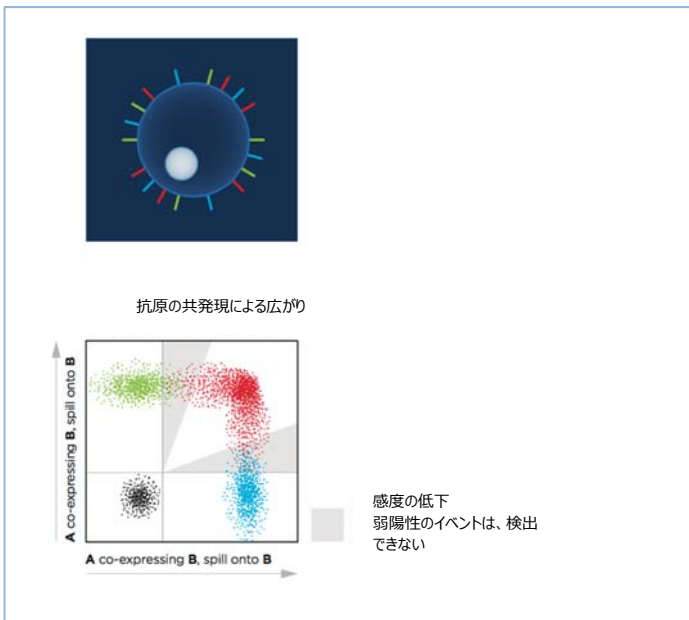 抗原の共発現による広がり
A co-expressing B, spill onto B
A co-expressing B, spill onto B
感度の低下
弱陽性のイベントは、検出
できない